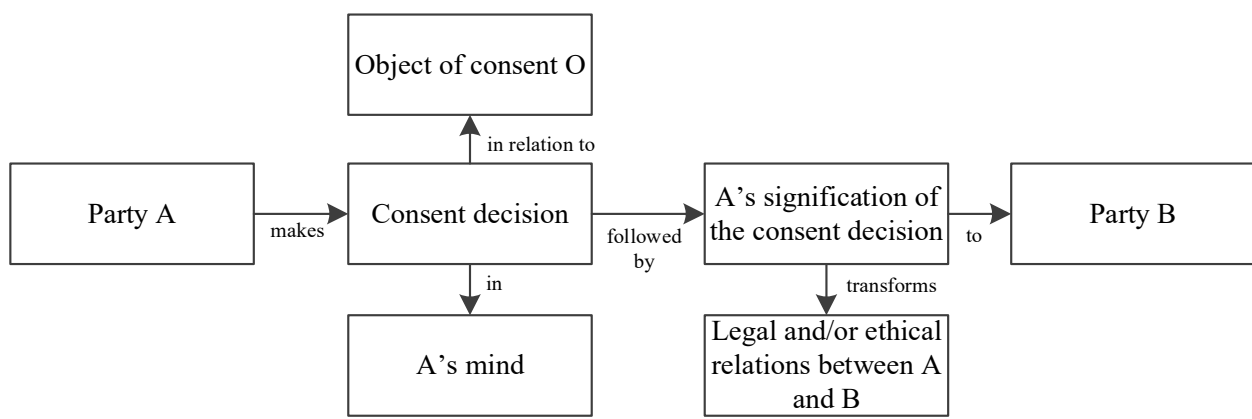 Object of consent O
in relation to
Party A
makes
Consent decision
followed
by
A’s signification of
the consent decision
to
Party B
in
transforms
A’s mind
Legal and/or ethical
relations between A
and B